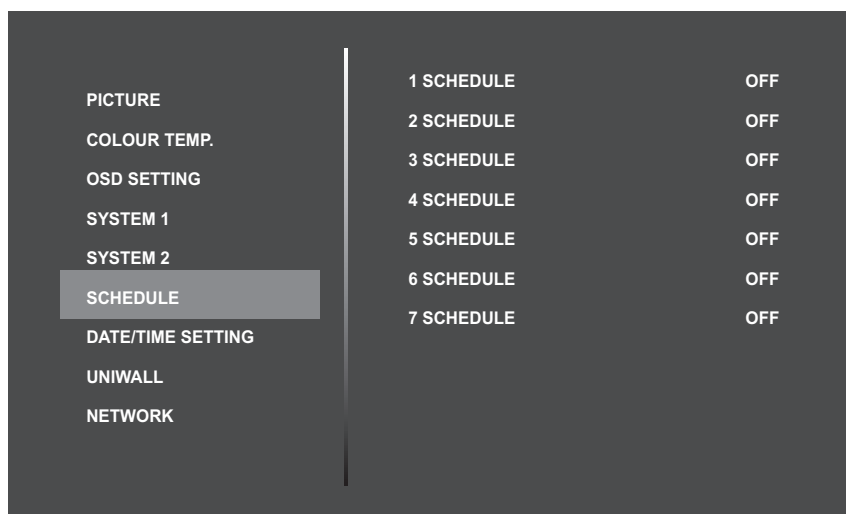 PICTURE
COLOUR TEMP.
OSD SETTING
SYSTEM 1
SYSTEM 2
SCHEDULE
DATE/TIME SETTING
UNIWALL
NETWORK
1 SCHEDULE OFF
2 SCHEDULE OFF
3 SCHEDULE OFF
4 SCHEDULE OFF
5 SCHEDULE OFF
6 SCHEDULE OFF
7 SCHEDULE OFF